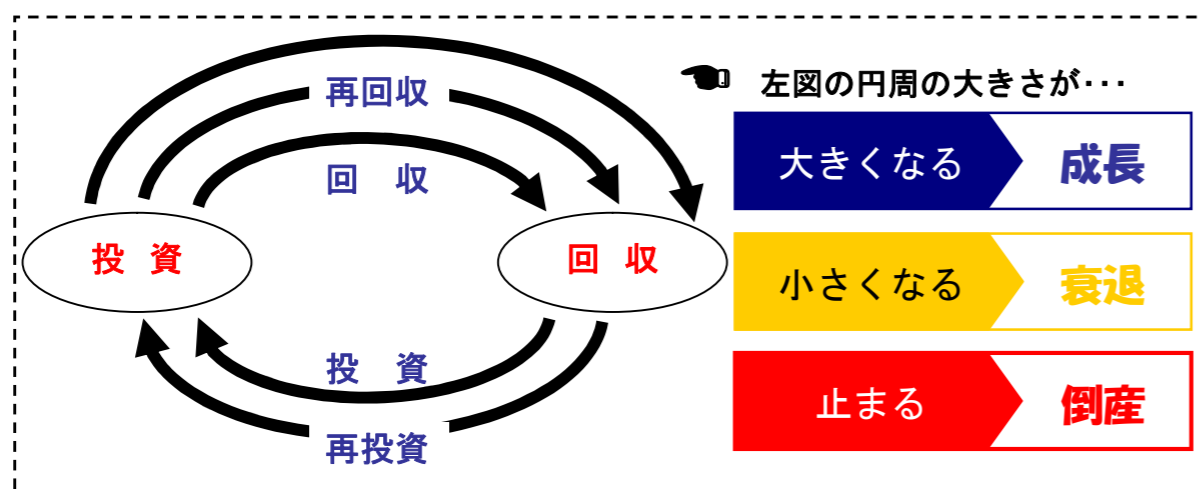 再回収
回 収
投 資
回 収
投 資
再投資
☚ 左図の円周の大きさが･･･
大きくなる 成長
小さくなる 衰退
止まる 倒産